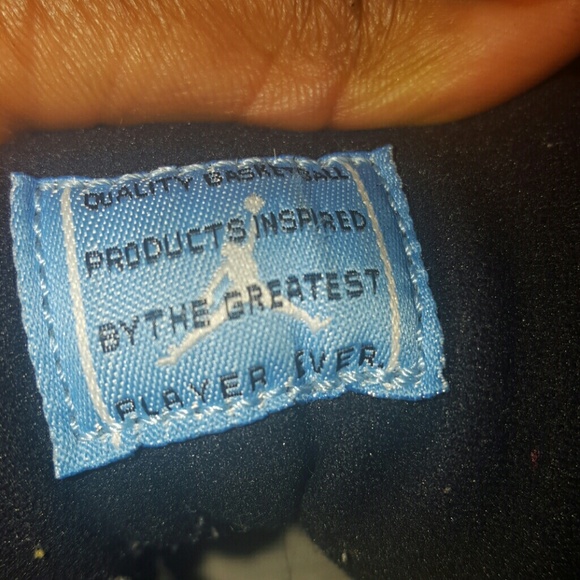 QUALITY BASKETBALL
PRODUCTS INSPIRED
BY THE GREATEST
PLAYER EVER.